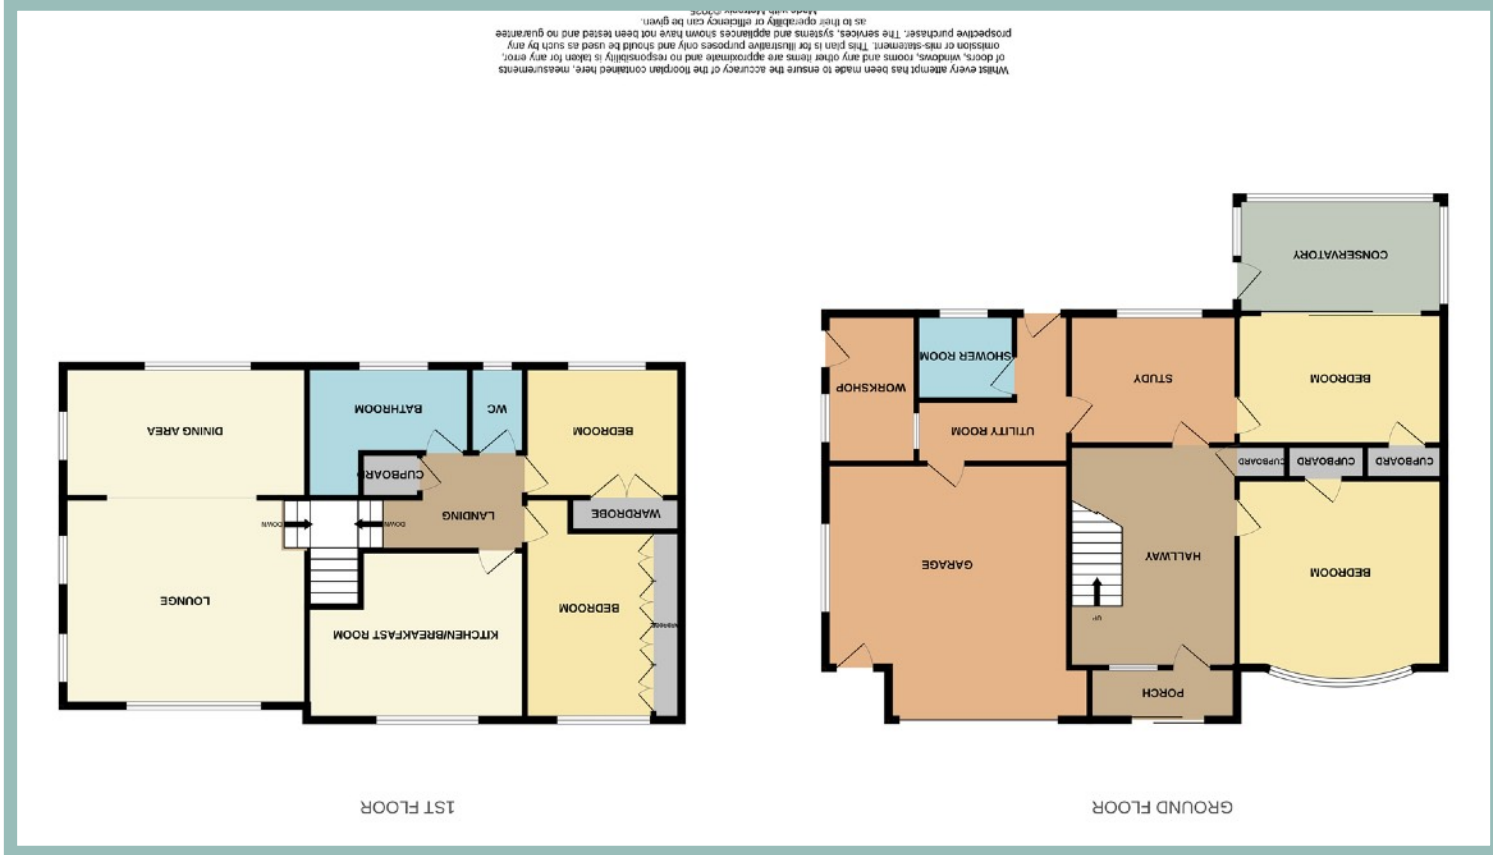 GROUND FLOOR
PORCH
UP
BEDROOM
HALLWAY
GARAGE
CUPBOARD
CUPBOARD
CUPBOARD
UTILITY ROOM
BEDROOM
STUDY
SHOWER ROOM
WORKSHOP
CONSERVATORY
1ST FLOOR
KITCHEN/BREAKFAST ROOM
BEDROOM
LOUNGE
WARDROBE
LANDING
DOWN
DOWN
CUPBOARD
BEDROOM
WC
BATHROOM
DINING AREA
Whilst every attempt has been made to ensure the accuracy of the floorplan contained here, measurements
of doors, windows, rooms and any other items are approximate and no responsibility is taken for any error,
omission or mis-statement. This plan is for illustrative purposes only and should be used as such by any
prospective purchaser. The services, systems and appliances shown have not been tested and no guarantee
as to their operability or efficiency can be given.
Made with Metropix ©2025